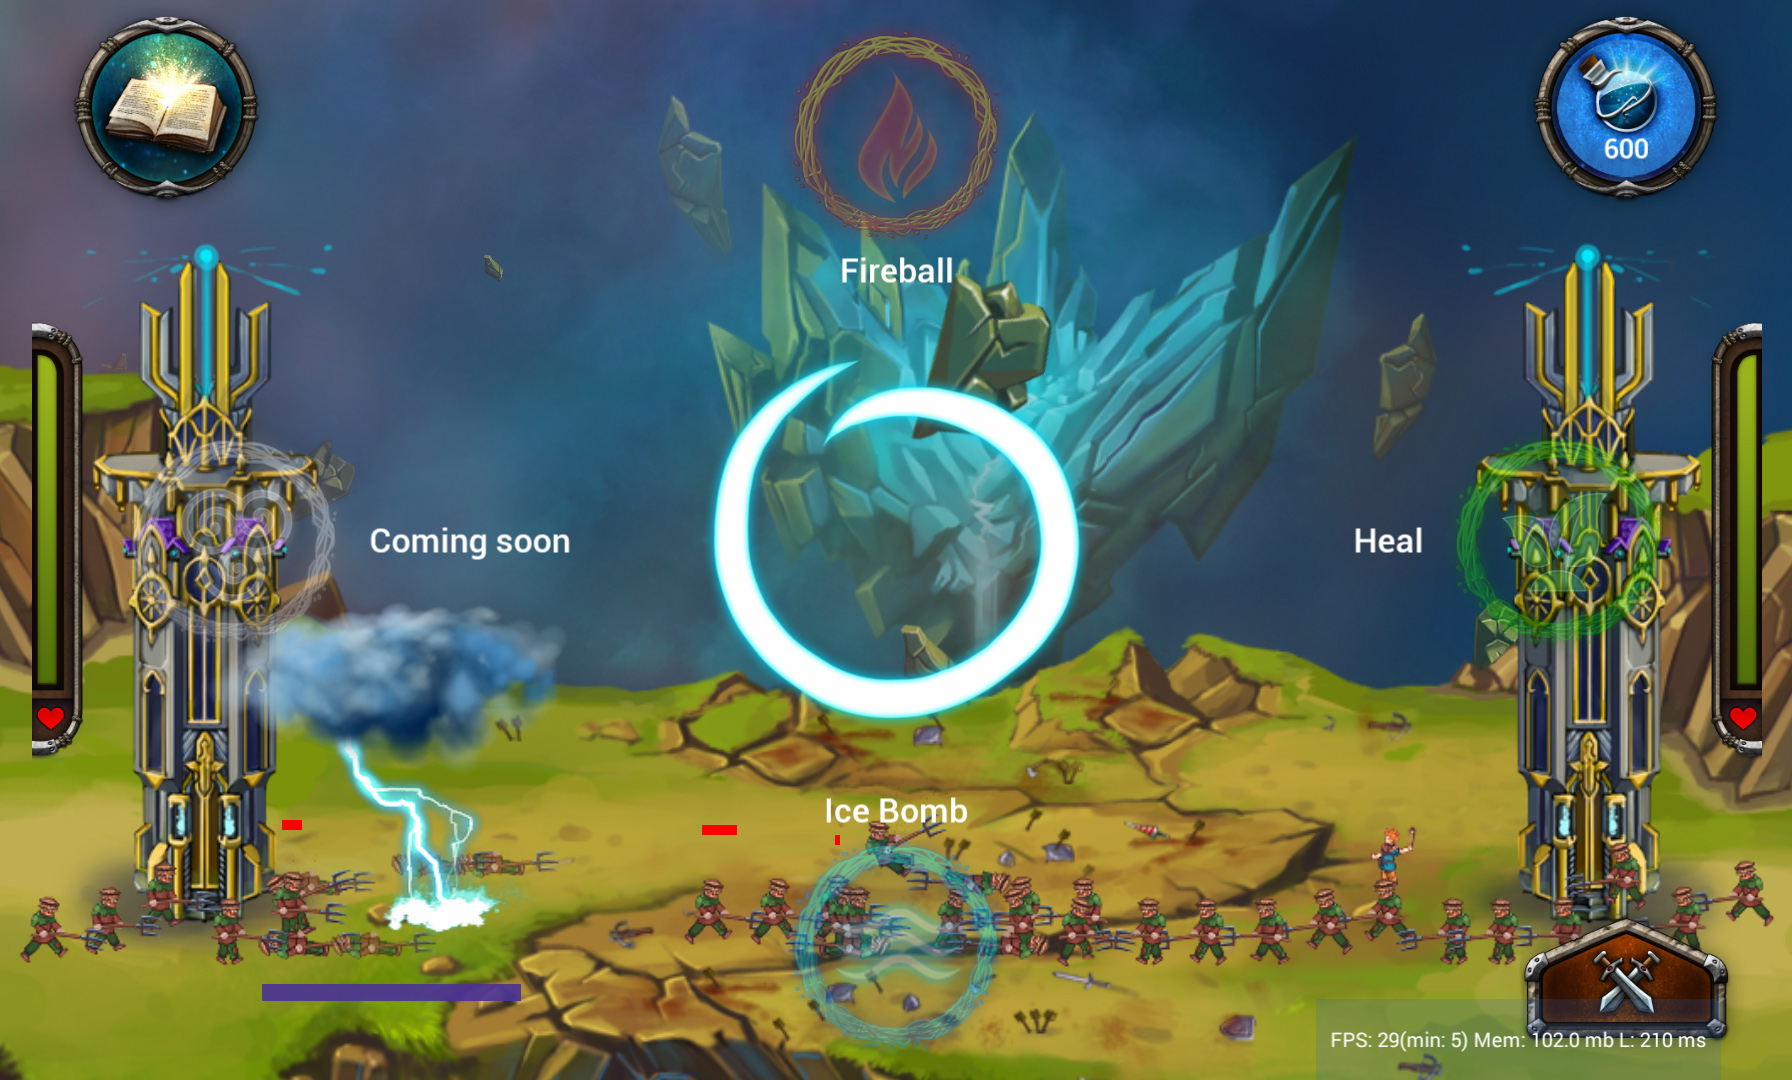 600
Fireball
Coming soon
Heal
Ice Bomb
FPS: 29(min: 5) Mem: 102.0 mb L: 210 ms